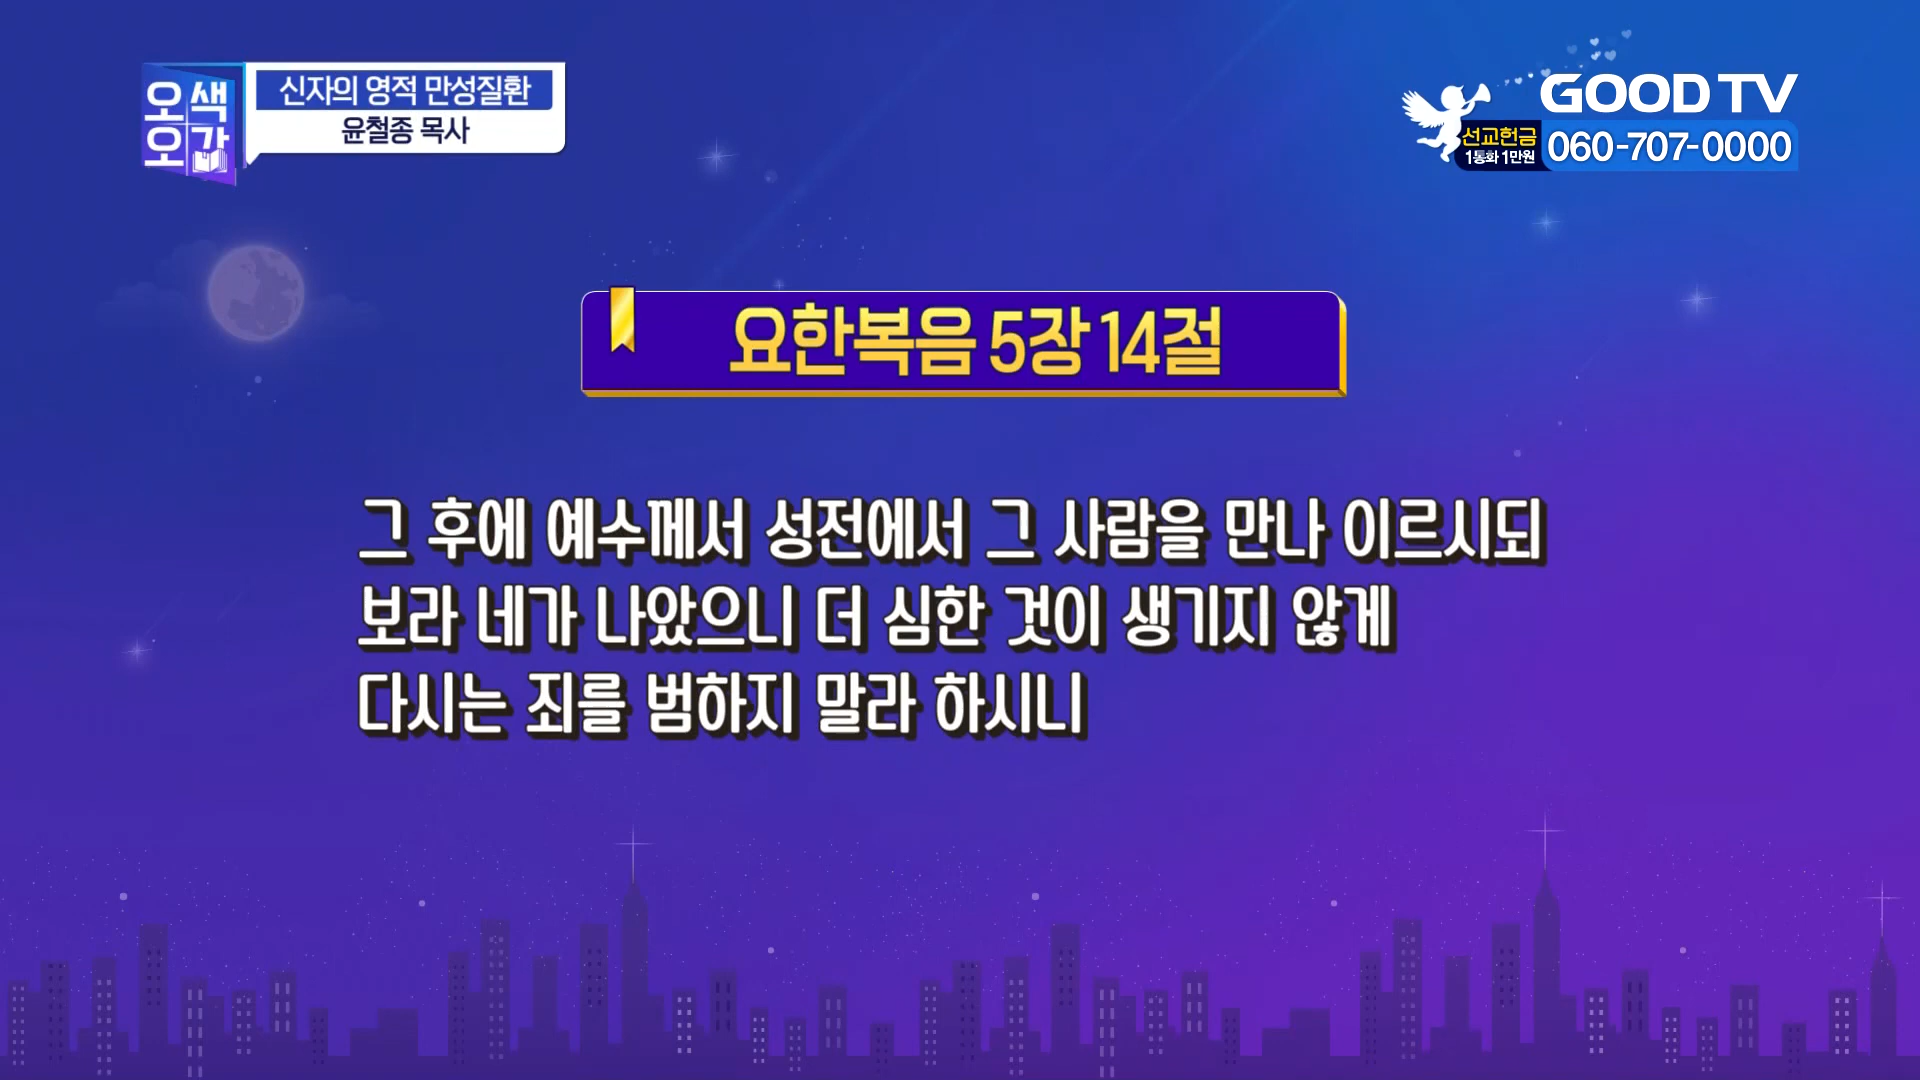 오색
오감
신자의 영적 만성질환
윤철종 목사
GOOD TV
선교헌금
1통화 1만원
060-707-0000
요한복음 5장 14절
그 후에 예수께서 성전에서 그 사람을 만나 이르시되
보라 네가 나았으니 더 심한 것이 생기지 않게
다시는 죄를 범하지 말라 하시니